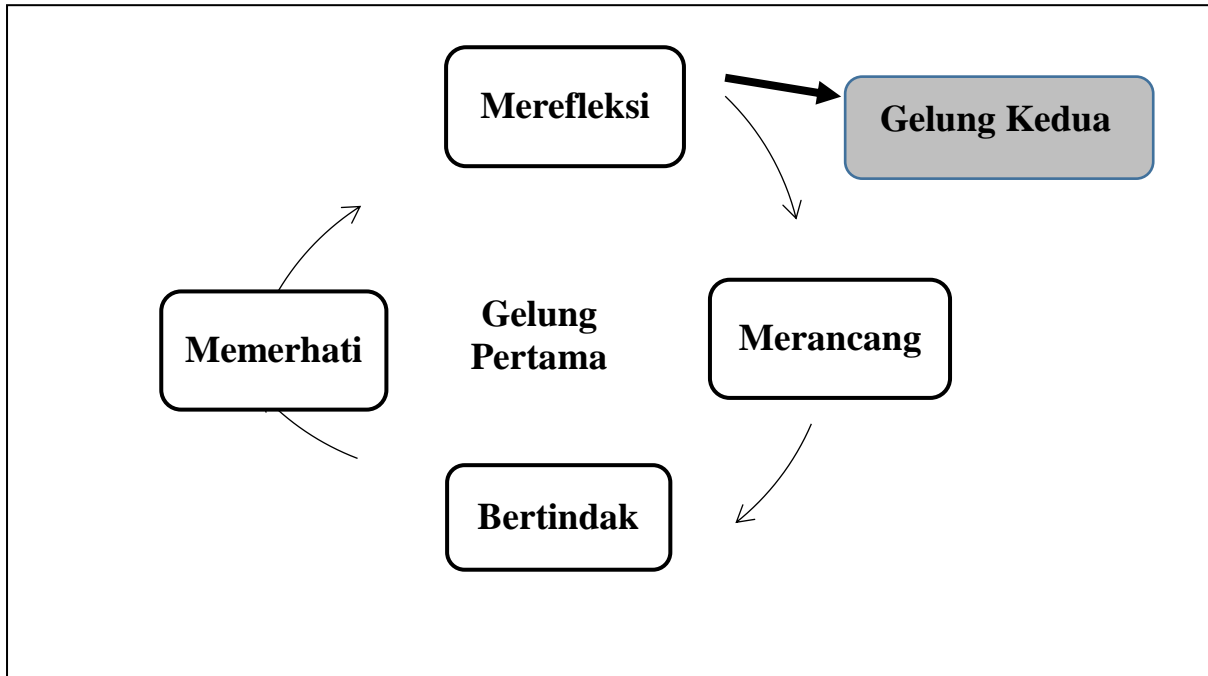 Merefleksi
Gelung Kedua
Gelung
Pertama
Merancang
Memerhati
Bertindak